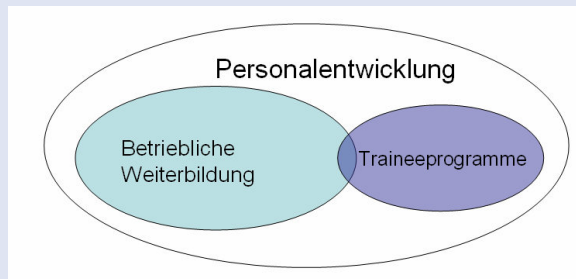 Personalentwicklung
Betriebliche
Weiterbildung
Traineeprogramme